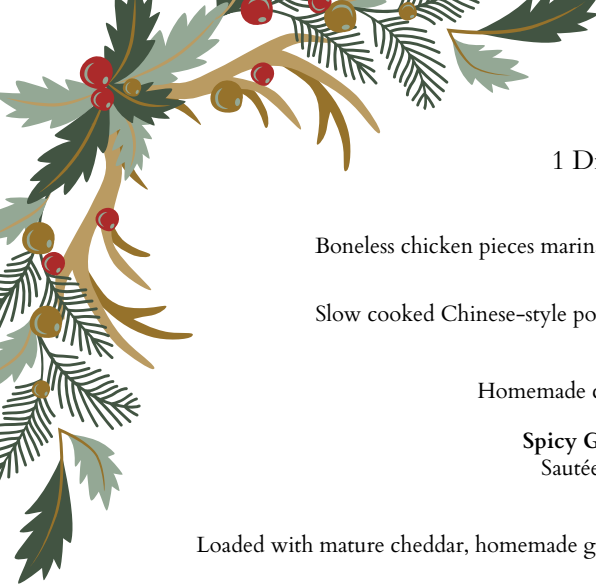 1 D
Boneless chicken pieces marin
Slow cooked Chinese-style po
Homemade
Spicy G
Sautée
Loaded with mature cheddar, homemade g